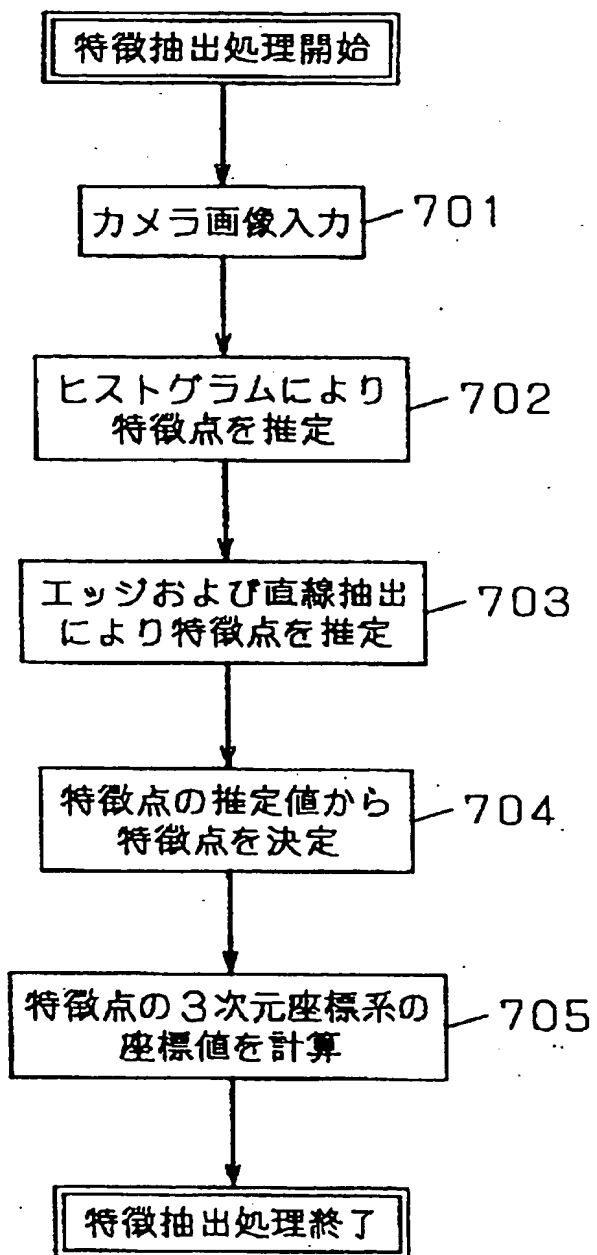 特徴抽出処理開始
カメラ画像入力
701
ヒストグラムにより
特徴点を推定
702
エッジおよび直線抽出
により特徴点を推定
703
特徴点の推定値から
特徴点を決定
704
特徴点の3次元座標系の
座標値を計算
705
特徴抽出処理終了